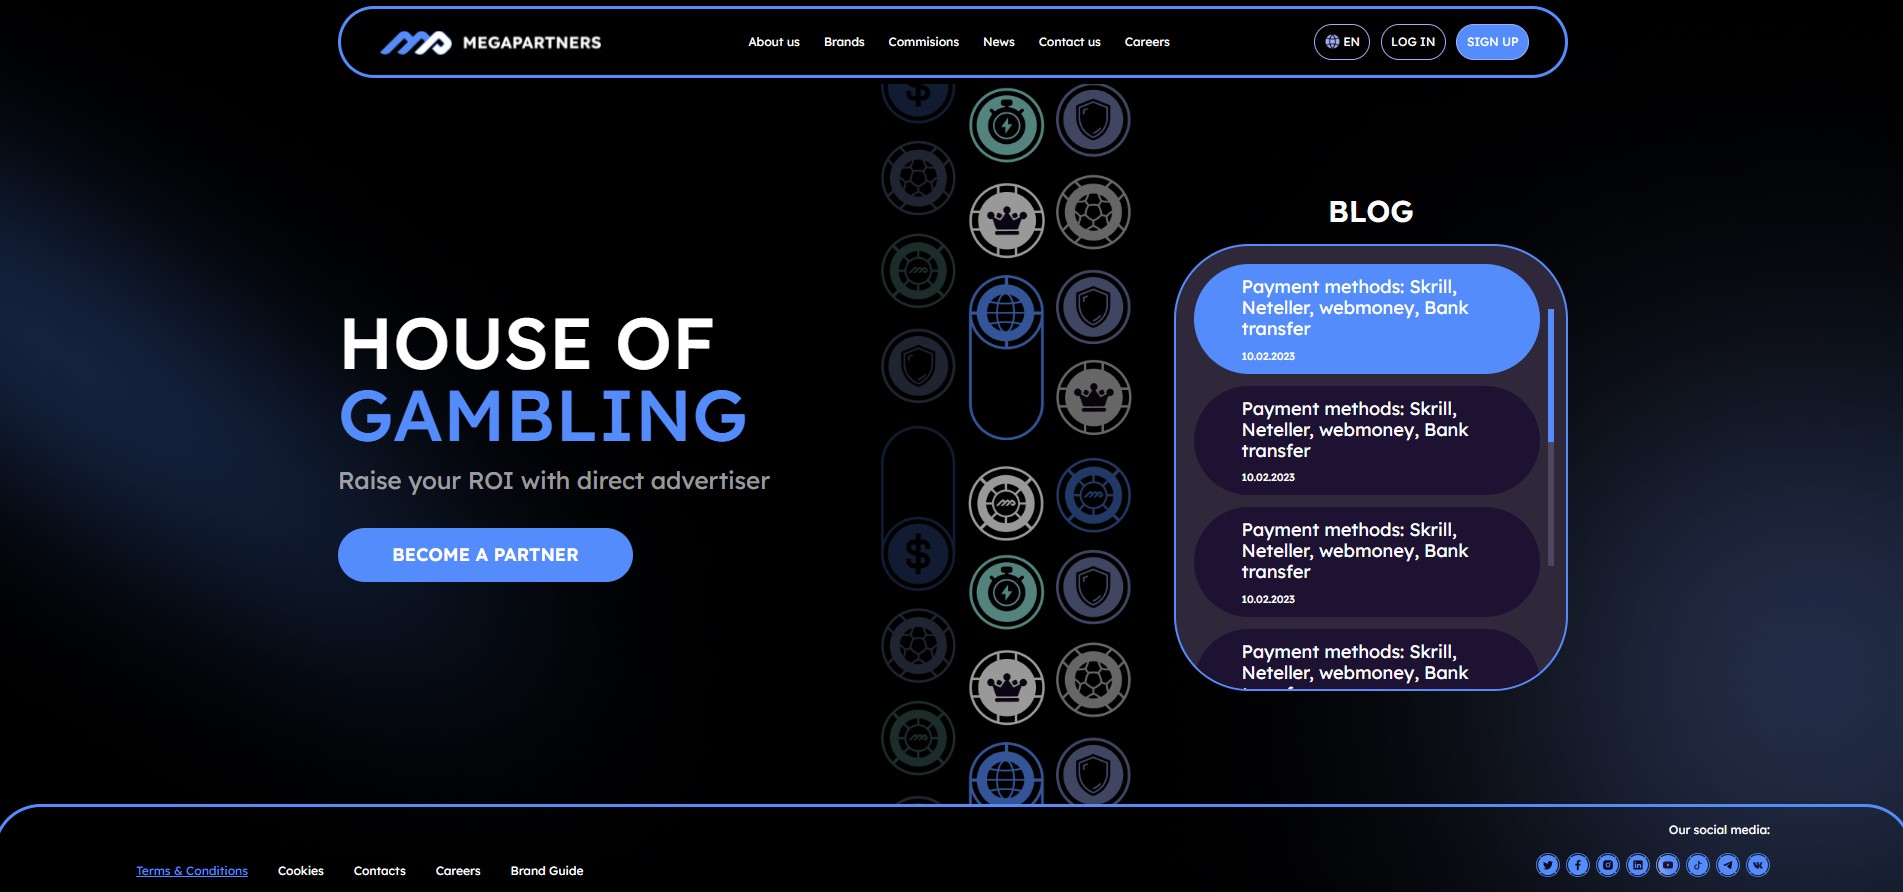 MEGAPARTNERS
About us Brands Commisions News Contact us Careers
EN LOG IN SIGN UP
BLOG
Payment methods: Skrill,
Neteller, webmoney, Bank
transfer
10.02.2023
Payment methods: Skrill,
Neteller, webmoney, Bank
transfer
10.02.2023
Payment methods: Skrill,
Neteller, webmoney, Bank
transfer
10.02.2023
Payment methods: Skrill,
Neteller, webmoney, Bank
HOUSE OF
GAMBLING
Raise your ROI with direct advertiser
BECOME A PARTNER
Our social media:
Terms & Conditions Cookies Contacts Careers Brand Guide